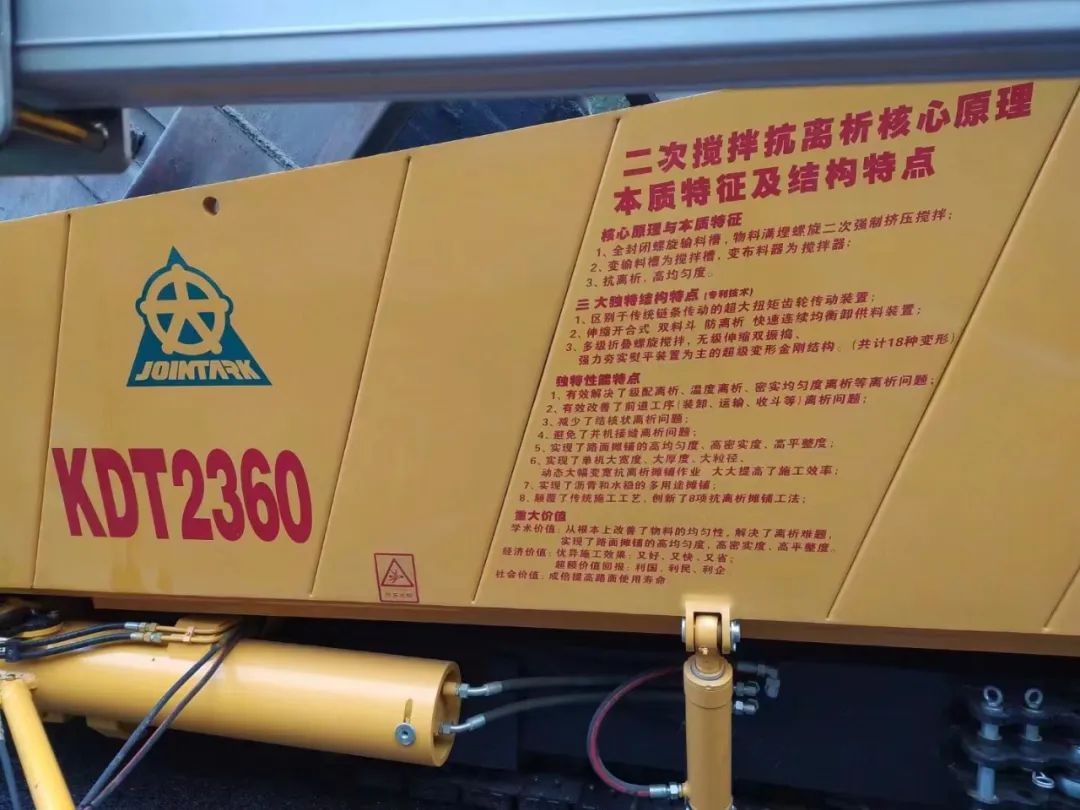 JOINTARK
KDT2360
二次搅拌抗离析核心原理
本质特征及结构特点
核心原理与本质特征
1、全封闭螺旋输料槽，物料满埋螺旋二次强制挤压搅拌；
2、变输料槽为搅拌槽，变布料器为搅拌器；
3、抗离析，高均匀度。
三大独特结构特点（专利技术）
1、区别于传统链条传动的超大扭矩齿轮传动装置；
2、伸缩开合式 双料斗 防离析 快速连续均衡卸供料装置；
3、多级折叠螺旋搅拌，无级伸缩双振捣、
强力夯实熨平装置为主的超级变形金刚结构。（共计18种变形）
独特性能特点
1、有效解决了级配离析、温度离析、密实均匀度离析等离析问题；
2、有效改善了前道工序（装卸、运输、收斗等）离析问题；
3、减少了结核状离析问题；
4、避免了并机接缝离析问题；
5、实现了路面摊铺的高均匀度、高密实度、高平整度；
6、实现了单机大宽度、大厚度、大粒径、
动态大幅变宽抗离析摊铺作业 大大提高了施工效率；
7、实现了沥青和水稳的多用途摊铺；
8、颠覆了传统施工工艺，创新了8项抗离析摊铺工法；
重大价值
学术价值：从根本上改善了物料的均匀性，解决了离析难题，
实现了路面摊铺的高均匀度，高密实度、高平整度。
经济价值：优异施工效果：又好、又快、又省；
超额价值回报：利国、利民、利企
社会价值：成倍提高路面使用寿命